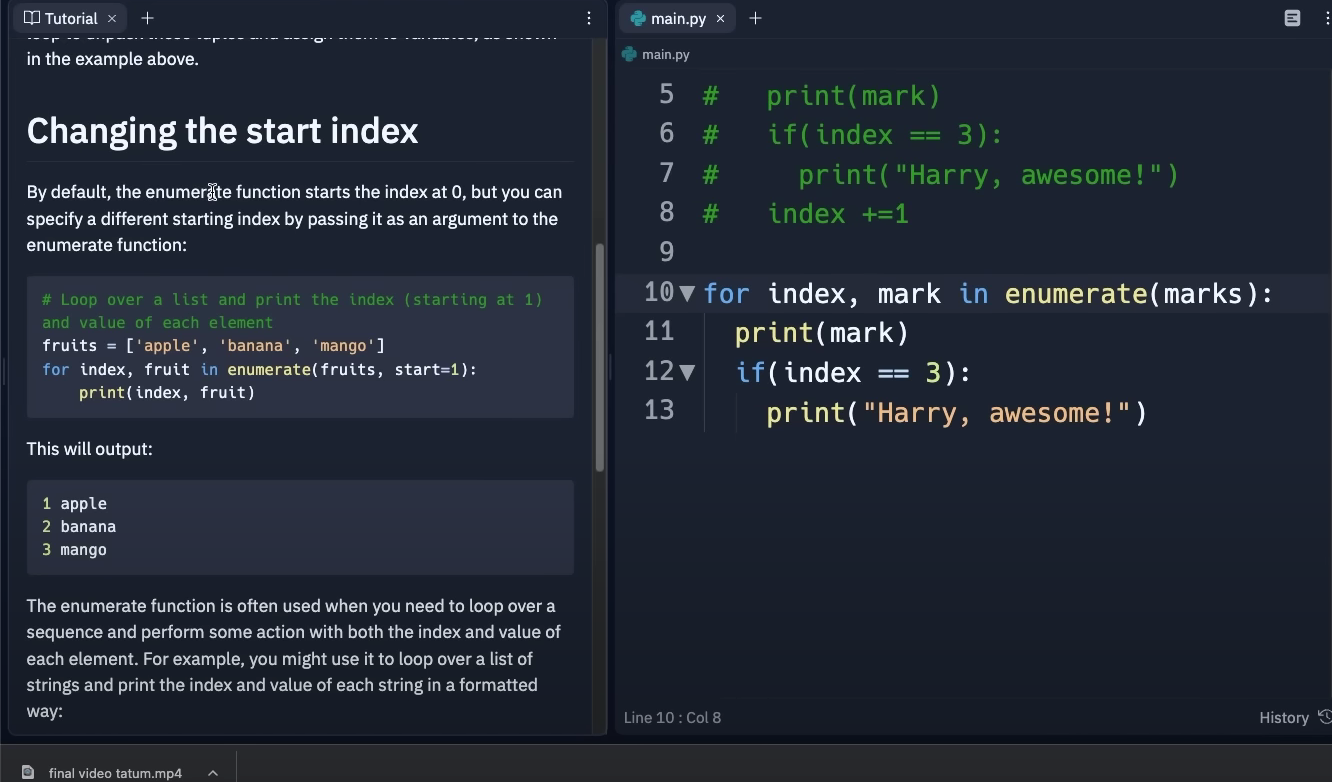 Tutorial
in the example above.
Changing the start index
By default, the enumerate function starts the index at 0, but you can
specify a different starting index by passing it as an argument to the
enumerate function:
# Loop over a list and print the index (starting at 1)
and value of each element
fruits = ['apple', 'banana', 'mango']
for index, fruit in enumerate(fruits, start=1):
    print(index, fruit)
This will output:
1 apple
2 banana
3 mango
The enumerate function is often used when you need to loop over a
sequence and perform some action with both the index and value of
each element. For example, you might use it to loop over a list of
strings and print the index and value of each string in a formatted
way:
main.py
main.py
5 #   print(mark)
6 #   if(index == 3):
7 #     print("Harry, awesome!")
8 #   index +=1
9
10 for index, mark in enumerate(marks):
11   print(mark)
12   if(index == 3):
13     print("Harry, awesome!")
Line 10 : Col 8
History
final video tatum.mp4